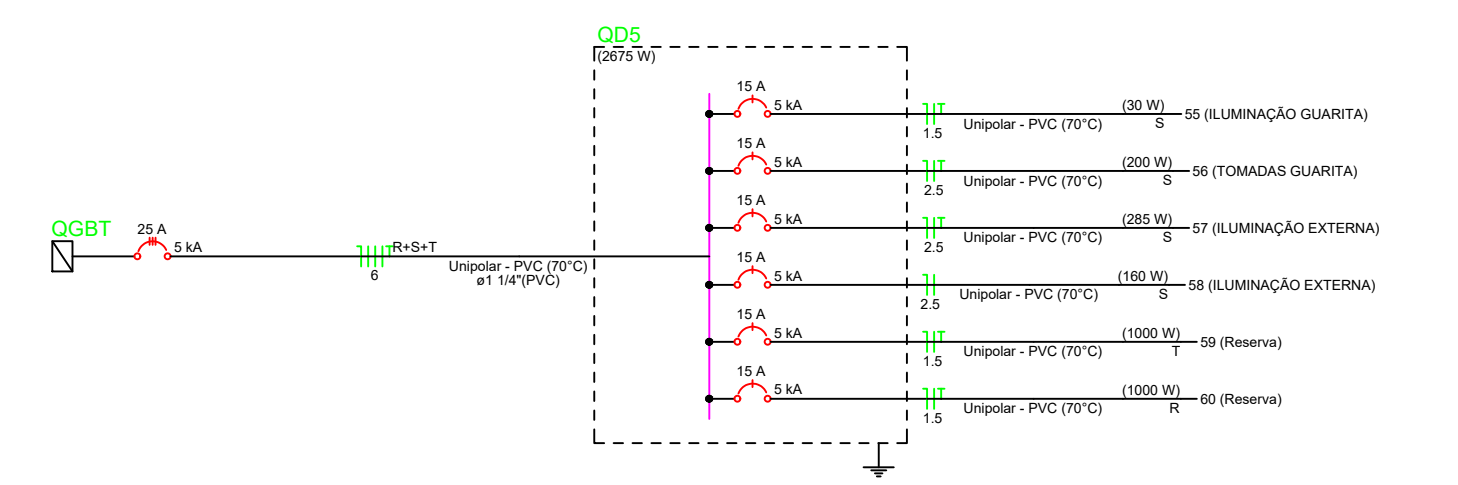 QD5
(2675 W)
QGBT
25 A
5 kA
R+S+T
6
Unipolar - PVC (70°C)
ø1 1/4"(PVC)
15 A
5 kA
T
1.5
Unipolar - PVC (70°C)
(30 W)
S
55 (ILUMINAÇÃO GUARITA)
15 A
5 kA
T
2.5
Unipolar - PVC (70°C)
(200 W)
S
56 (TOMADAS GUARITA)
15 A
5 kA
T
2.5
Unipolar - PVC (70°C)
(285 W)
S
57 (ILUMINAÇÃO EXTERNA)
15 A
5 kA
2.5
Unipolar - PVC (70°C)
(160 W)
S
58 (ILUMINAÇÃO EXTERNA)
15 A
5 kA
T
1.5
Unipolar - PVC (70°C)
(1000 W)
T
59 (Reserva)
15 A
5 kA
T
1.5
Unipolar - PVC (70°C)
(1000 W)
R
60 (Reserva)